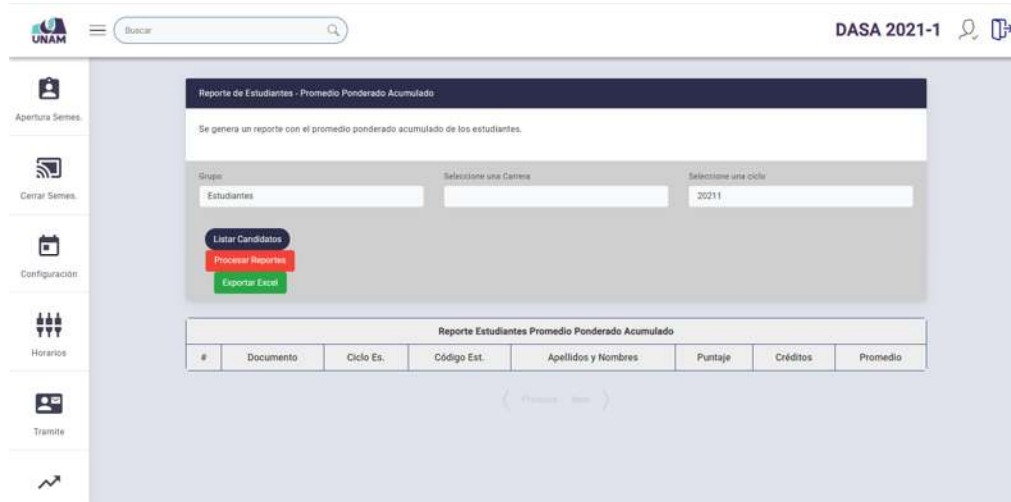 UNAM
Buscar
DASA 2021-1
Apertura Semes.
Cerrar Semes.
Configuración
Horarios
Tramite
Reporte de Estudiantes - Promedio Ponderado Acumulado
Se genera un reporte con el promedio ponderado acumulado de los estudiantes.
Grupo Seleccione una Carrera Seleccione una ciclo
Estudiantes 20211
Listar Candidatos
Procesar Reportes
Exportar Excel
Reporte Estudiantes Promedio Ponderado Acumulado
# Documento Ciclo Es. Código Est. Apellidos y Nombres Puntaje Créditos Promedio
Previous Next